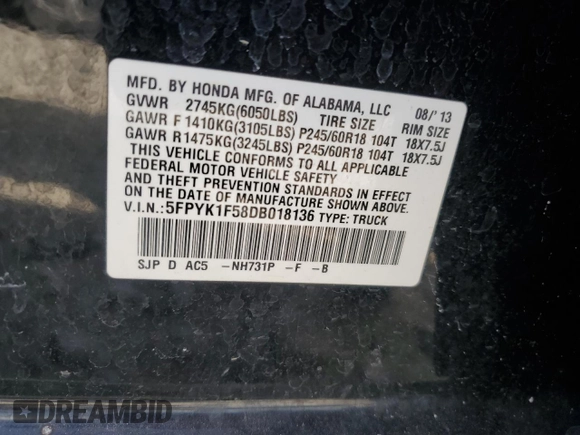 MFD. BY HONDA MFG. OF ALABAMA, LLC 08/'13
GVWR 2745KG(6050LBS) TIRE SIZE RIM SIZE
GAWR F 1410KG(3105LBS) P245/60R18 104T 18X7.5J
GAWR R1475KG(3245LBS) P245/60R18 104T 18X7.5J
THIS VEHICLE CONFORMS TO ALL APPLICABLE
FEDERAL MOTOR VEHICLE SAFETY
AND THEFT PREVENTION STANDARDS IN EFFECT
ON THE DATE OF MANUFACTURE SHOWN ABOVE.
V.I.N.:5FPYK1F58DB018136 TYPE: TRUCK
SJP D AC5 -NH731P -F -B
DREAMBID